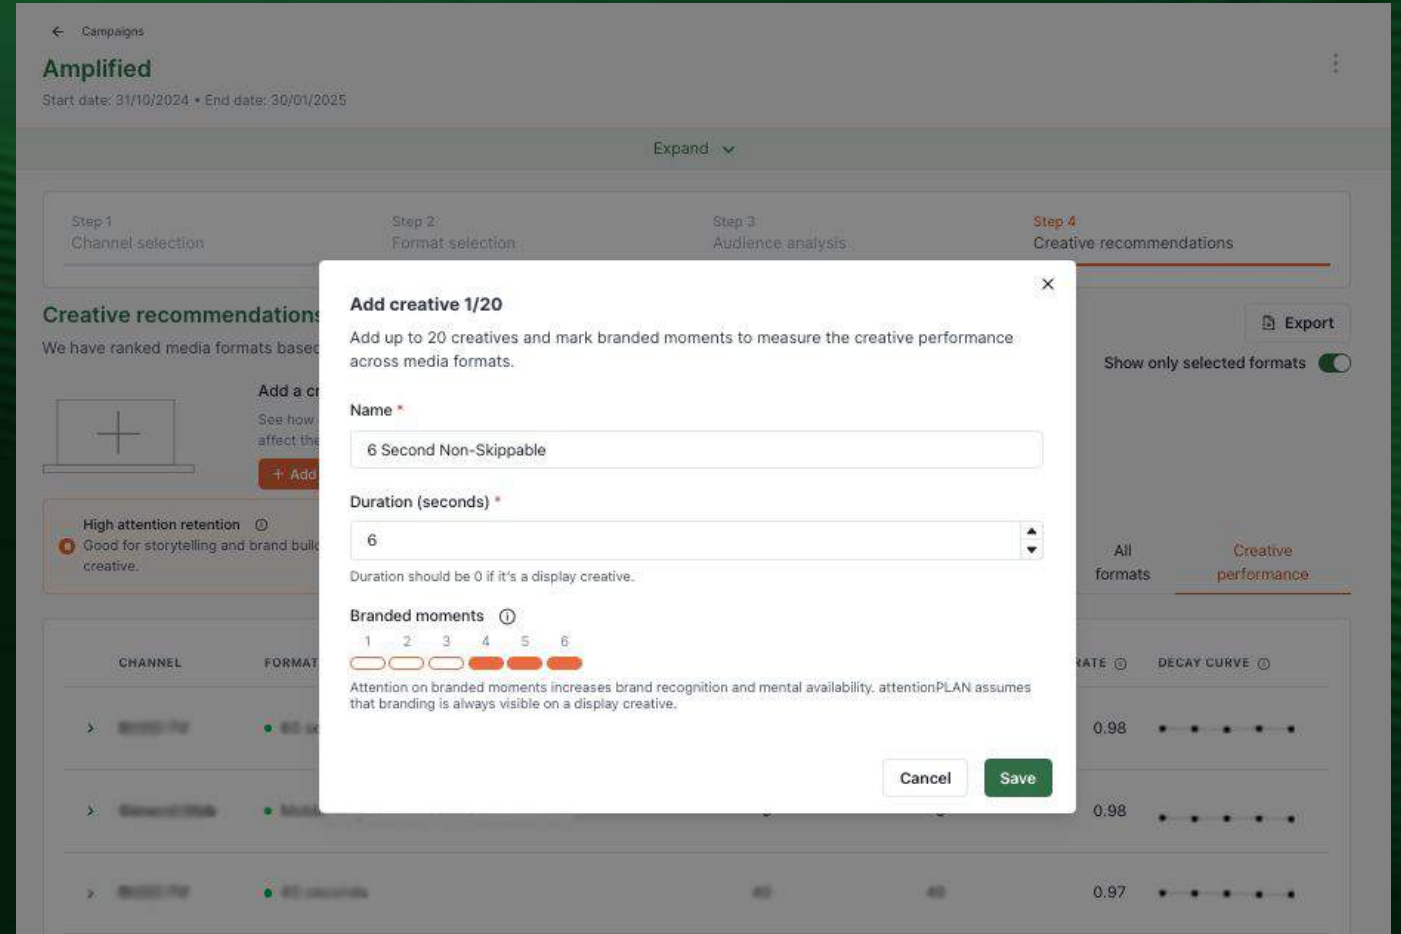 ← Campaigns
Amplified
Start date: 31/10/2024 • End date: 30/01/2025
Expand
Step 1
Channel selection
Step 2
Format selection
Step 3
Audience analysis
Step 4
Creative recommendations
Creative recommendations
We have ranked media formats based
Export
Show only selected formats
Add a cr
See how
affect the
+ Add
High attention retention
Good for storytelling and brand build
creative.
All
formats
Creative
performance
Add creative 1/20
Add up to 20 creatives and mark branded moments to measure the creative performance
across media formats.
Name *
6 Second Non-Skippable
Duration (seconds) *
6
Duration should be 0 if it's a display creative.
Branded moments
1 2 3 4 5 6
Attention on branded moments increases brand recognition and mental availability. attentionPLAN assumes
that branding is always visible on a display creative.
Cancel
Save
CHANNEL FORMAT RATE DECAY CURVE
0.98
0.98
0.97